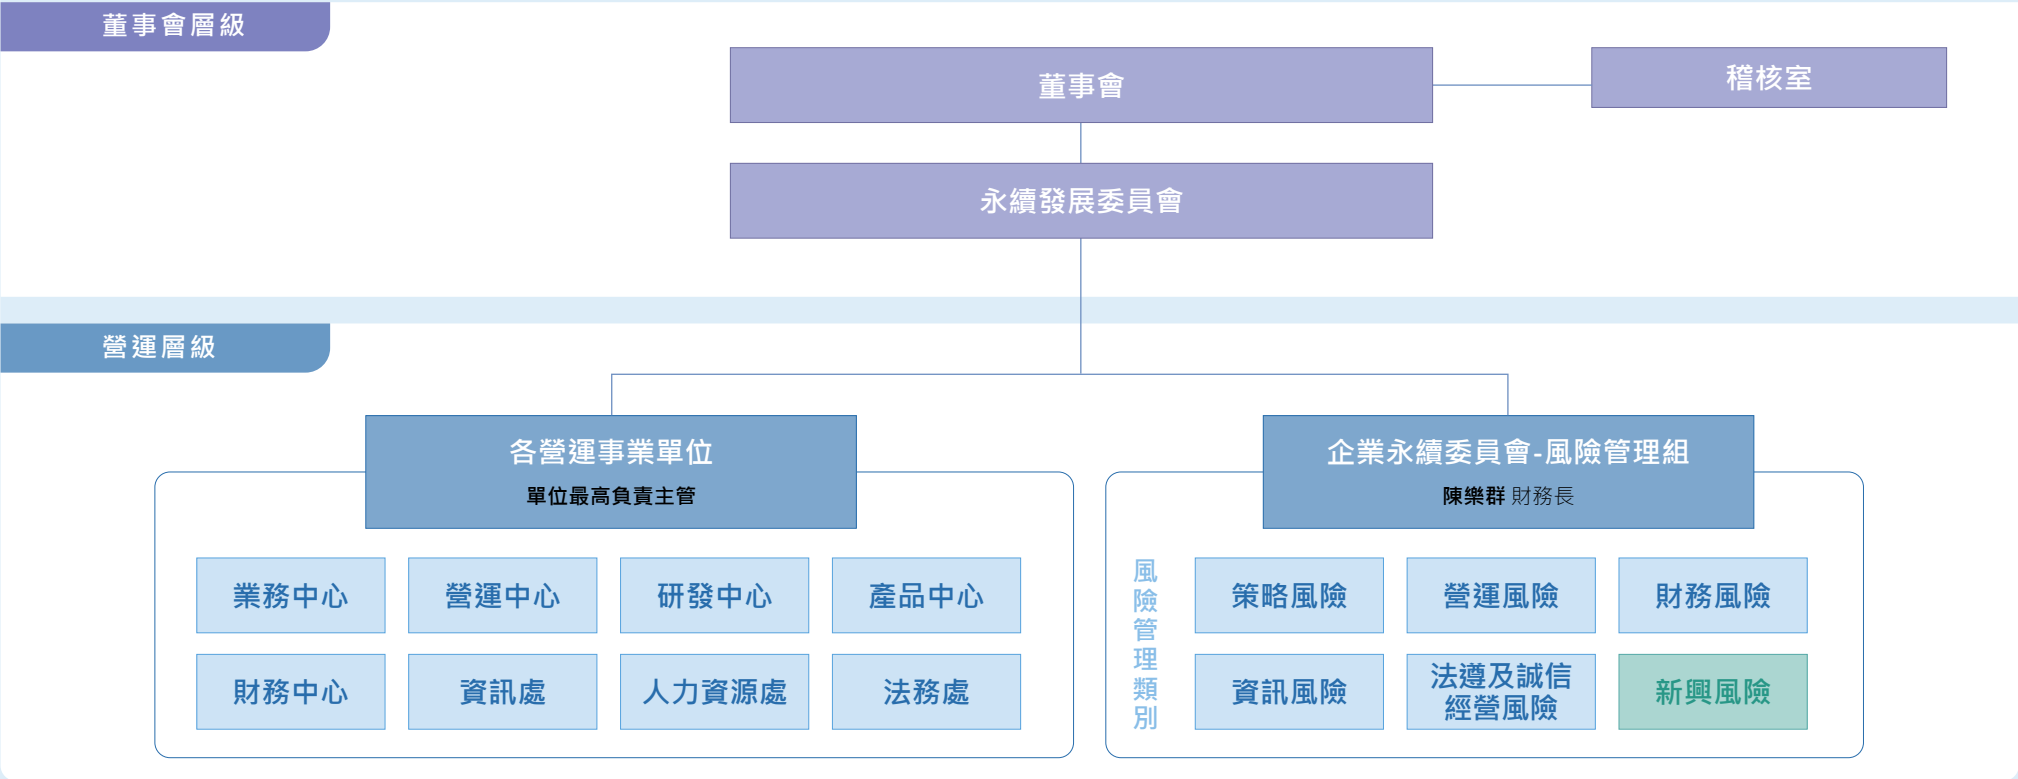 董事會層級
董事會
稽核室
永續發展委員會
營運層級
各營運事業單位
單位最高負責主管
業務中心
營運中心
研發中心
產品中心
財務中心
資訊處
人力資源處
法務處
企業永續委員會-風險管理組
陳樂群 財務長
風險管理類別
策略風險
營運風險
財務風險
資訊風險
法遵及誠信
經營風險
新興風險